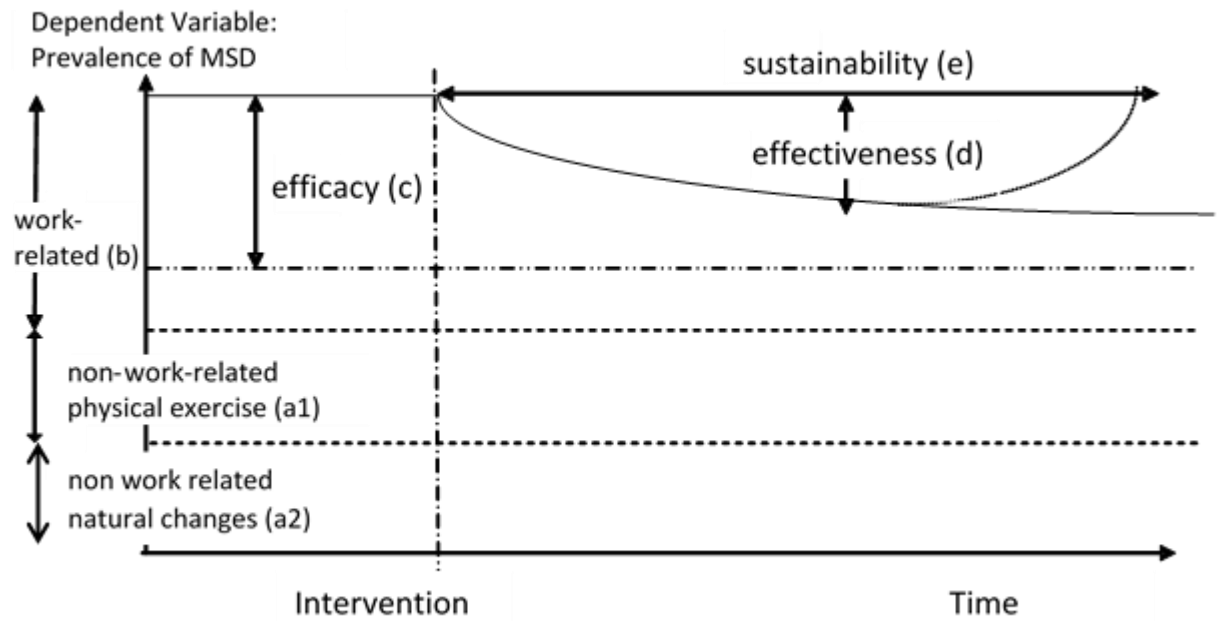 Dependent Variable:
Prevalence of MSD
sustainability (e)
effectiveness (d)
efficacy (c)
work-
related (b)
non-work-related
physical exercise (a1)
non work related
natural changes (a2)
Intervention
Time